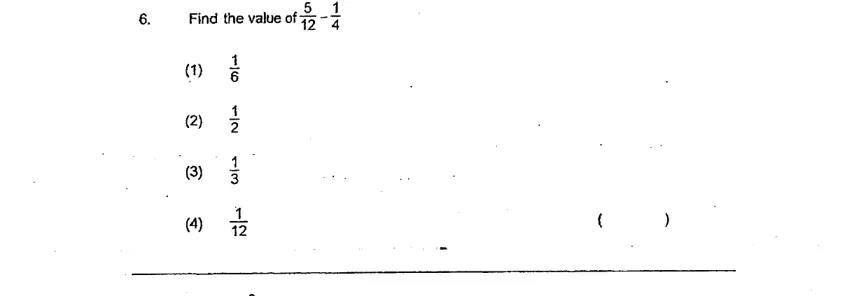 6. Find the value of 5/12 - 1/4
(1) 1/6
(2) 1/2
(3) 1/3
(4) 1/12 ( )